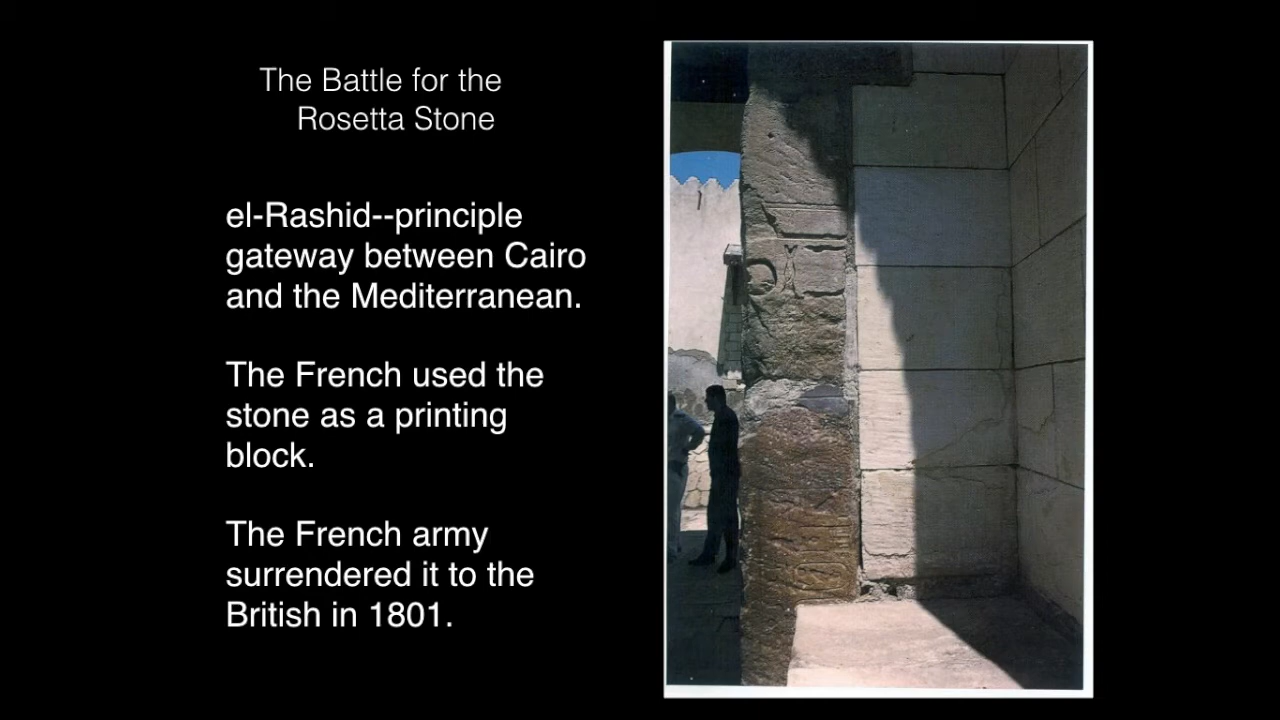 The Battle for the
Rosetta Stone
el-Rashid--principle
gateway between Cairo
and the Mediterranean.
The French used the
stone as a printing
block.
The French army
surrendered it to the
British in 1801.